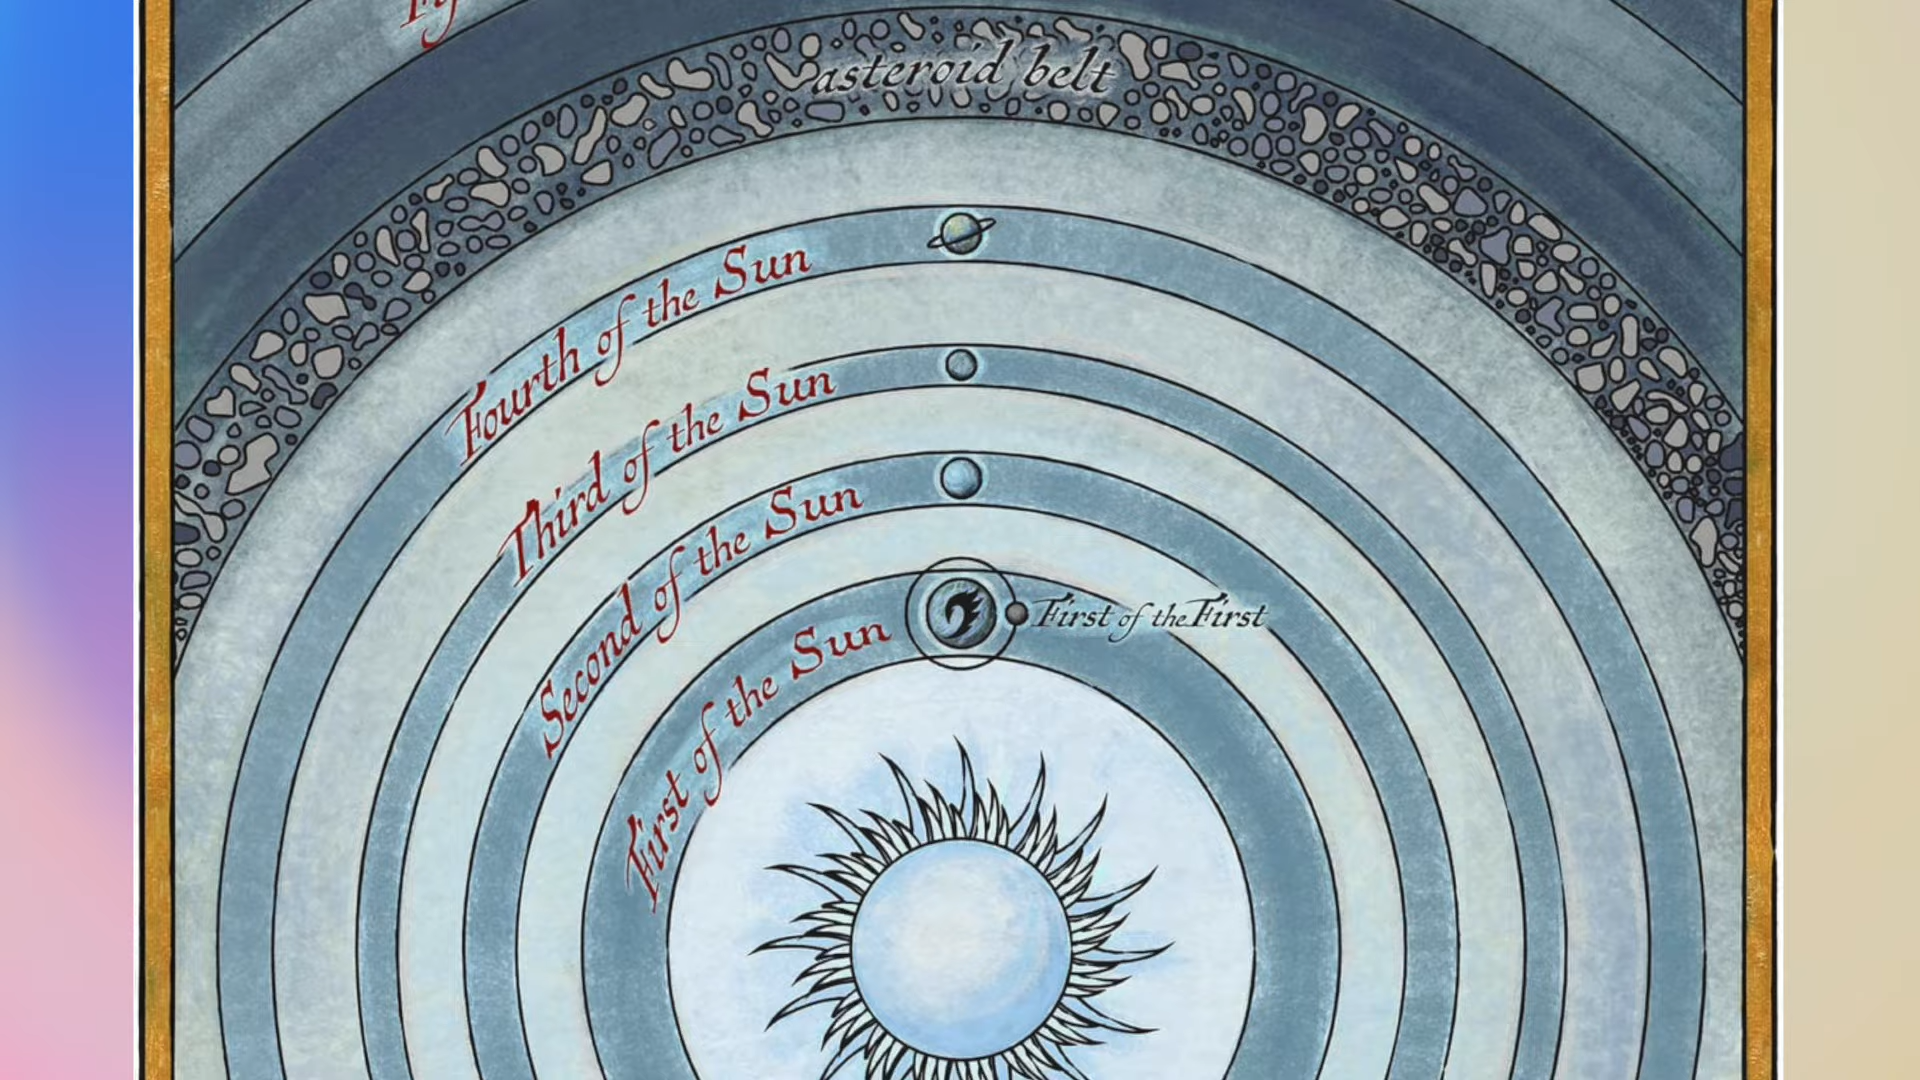 asteroid belt
Fourth of the Sun
Third of the Sun
Second of the Sun
First of the First
First of the Sun